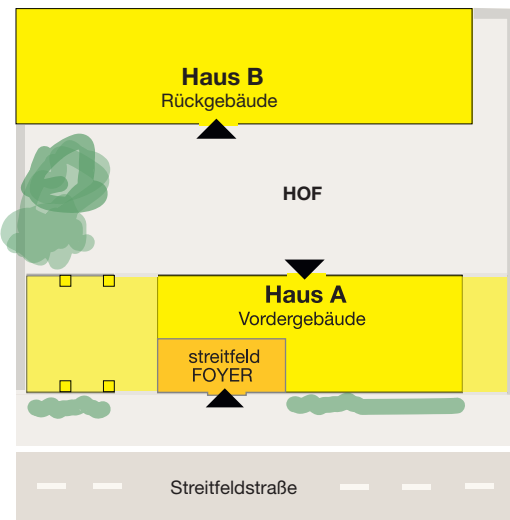 Haus B
Rückgebäude
HOF
Haus A
Vordergebäude
streitfeld
FOYER
Streitfeldstraße